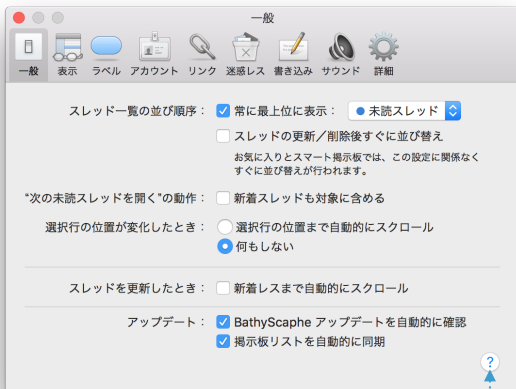 一般
一般 表示 ラベル アカウント リンク 迷惑レス 書き込み サウンド 詳細
スレッド一覧の並び順序： 常に最上位に表示： 未読スレッド
スレッドの更新／削除後すぐに並び替え
お気に入りとスマート掲示板では、この設定に関係なく
すぐに並び替えが行われます。
“次の未読スレッドを開く”の動作： 新着スレッドも対象に含める
選択行の位置が変化したとき： 選択行の位置まで自動的にスクロール
何もしない
スレッドを更新したとき： 新着レスまで自動的にスクロール
アップデート： BathyScaphe アップデートを自動的に確認
掲示板リストを自動的に同期
?